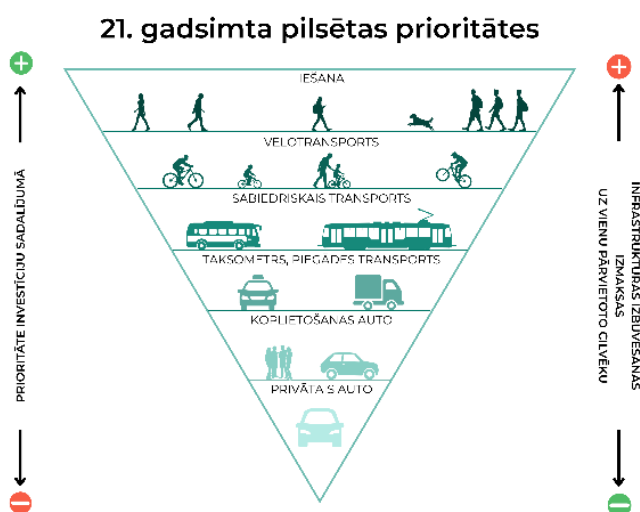 21. gadsimta pilsētas prioritātes
IEŠANA
VELOTRANSPORTS
SABIEDRISKAIS TRANSPORTS
TAKSOMETRS, PIEGĀDES TRANSPORTS
KOPLIETOŠANAS AUTO
PRIVĀTAIS AUTO
PRIORITĀTE INVESTĪCIJU SADALĪJUMĀ
INFRASTRUKTŪRAS IZBŪVĒŠANAS
IZMAKSAS
UZ VIENU PĀRVIETOTO CILVĒKU